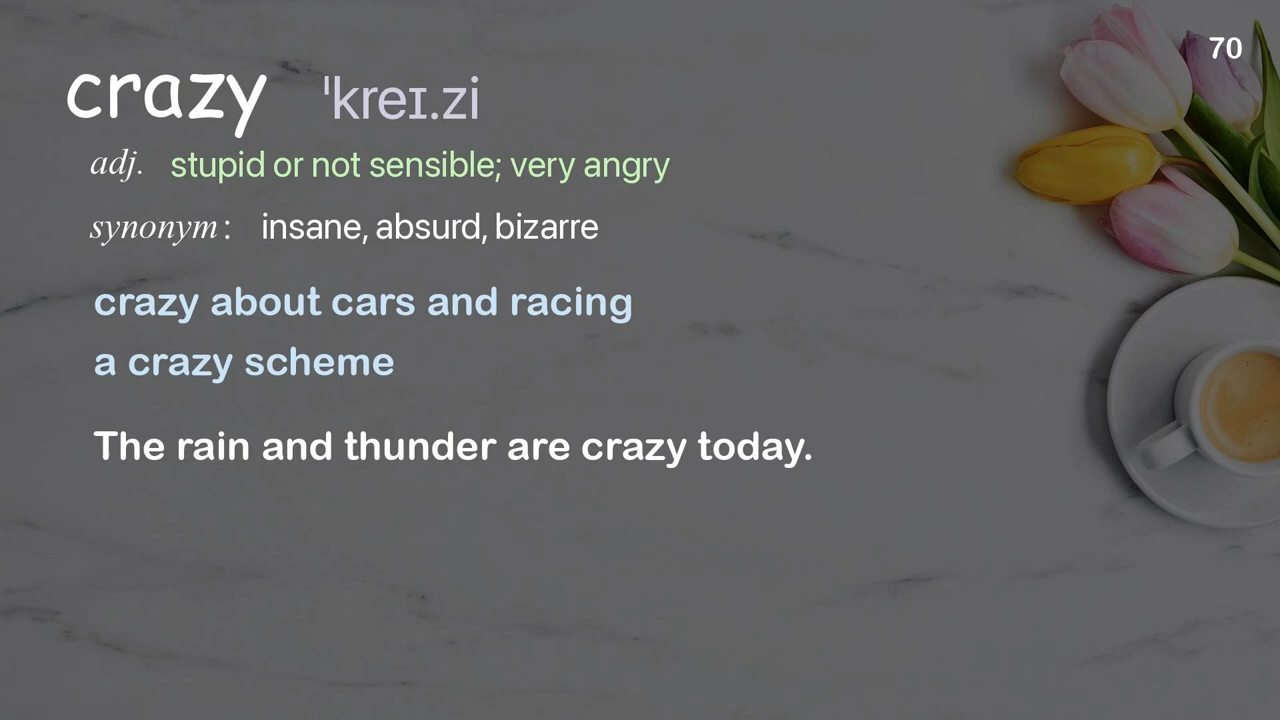 70
crazy ˈkreɪ.zi
adj. stupid or not sensible; very angry
synonym: insane, absurd, bizarre
crazy about cars and racing
a crazy scheme
The rain and thunder are crazy today.